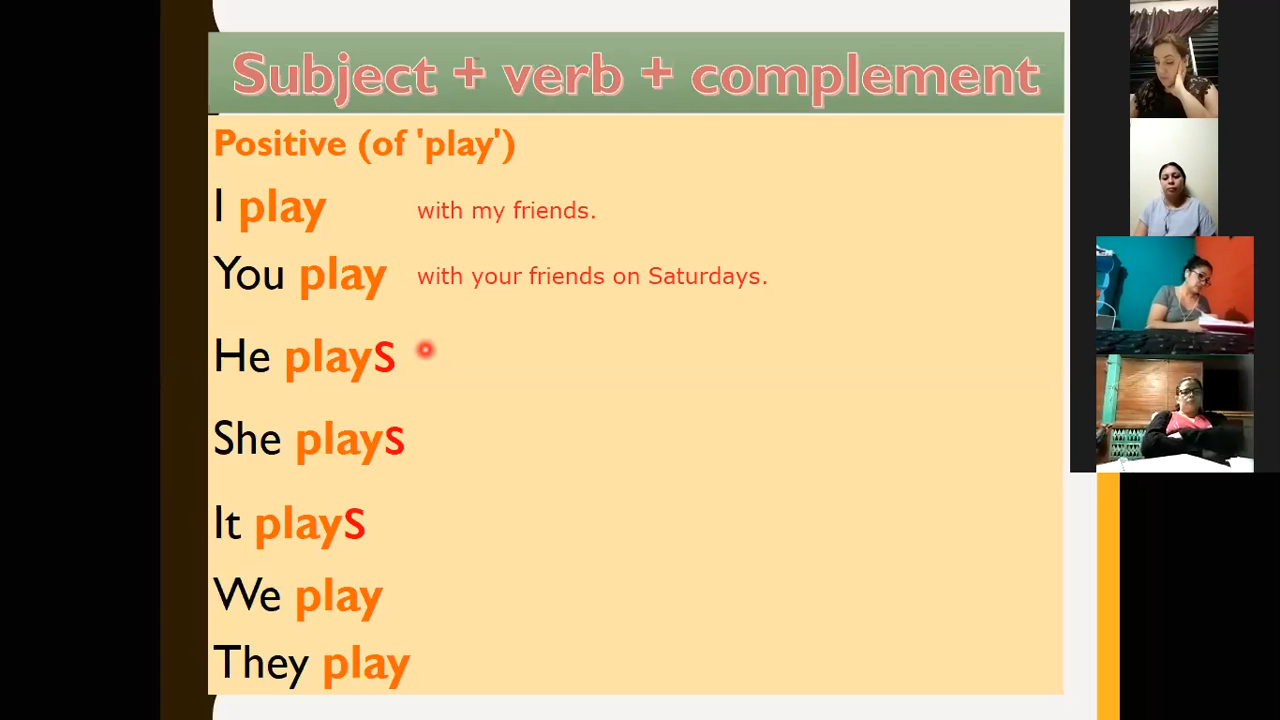 Subject + verb + complement
Positive (of 'play')
I play with my friends.
You play with your friends on Saturdays.
He plays
She plays
It plays
We play
They play